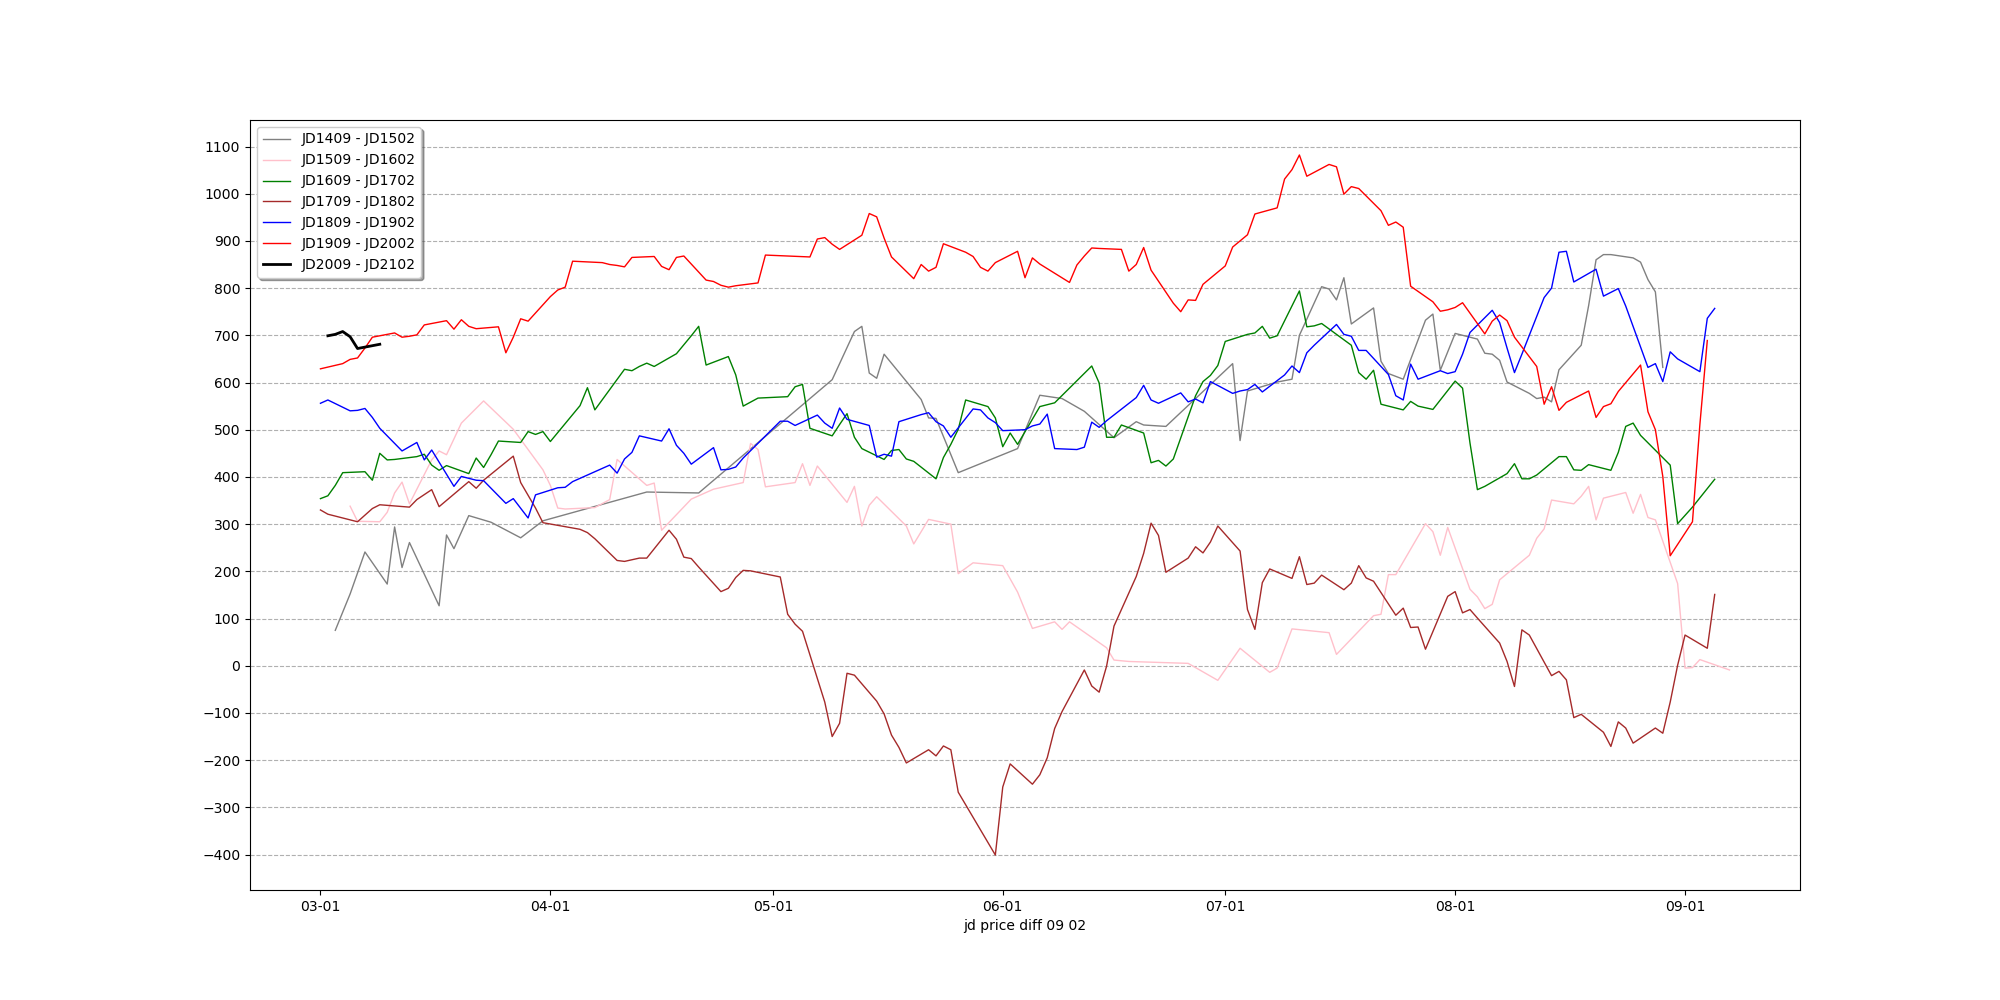 JD1409 - JD1502
JD1509 - JD1602
JD1609 - JD1702
JD1709 - JD1802
JD1809 - JD1902
JD1909 - JD2002
JD2009 - JD2102
1100
1000
900
800
700
600
500
400
300
200
100
0
−100
−200
−300
−400
03-01 04-01 05-01 06-01 07-01 08-01 09-01
jd price diff 09 02